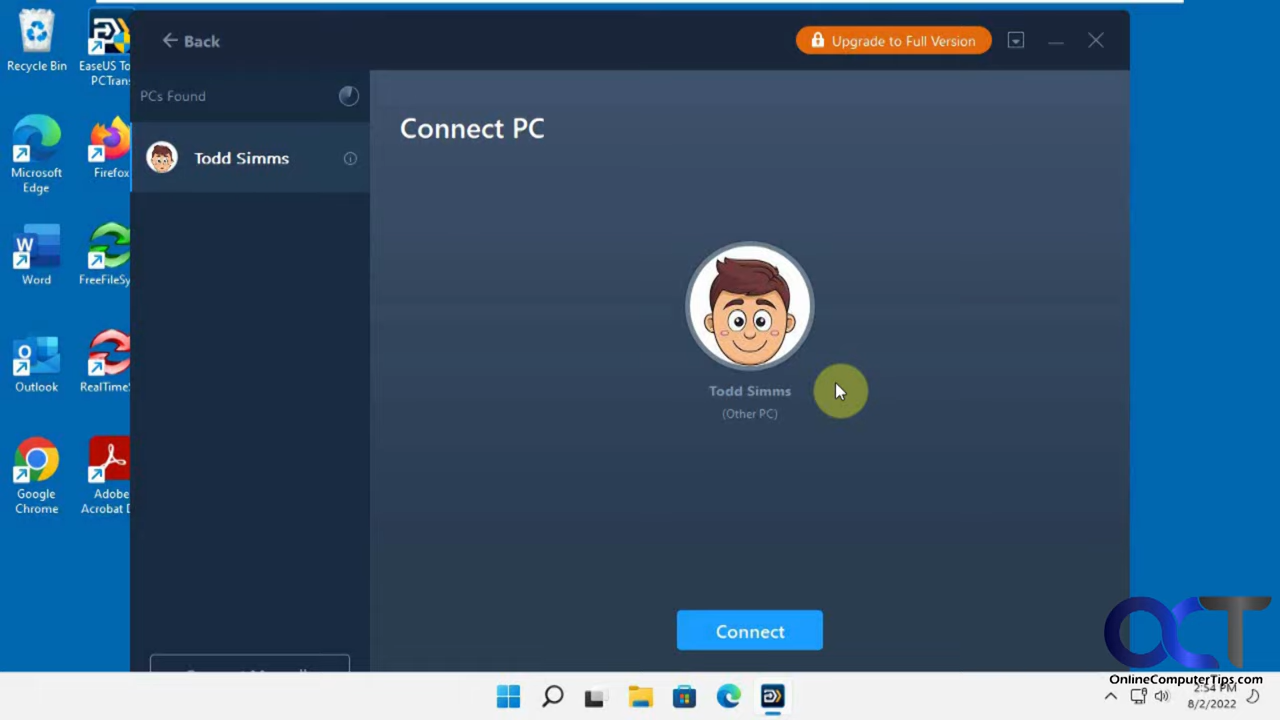 Back
Upgrade to Full Version
PCs Found
Todd Simms
Connect PC
Todd Simms
(Other PC)
Connect
Recycle Bin
EaseUS To
PCTran
Microsoft
Edge
Firefox
Word
FreeFileSy
Outlook
RealTimeS
Google
Chrome
Adobe
Acrobat D
OCT
OnlineComputerTips.com
2:54 PM
8/2/2022